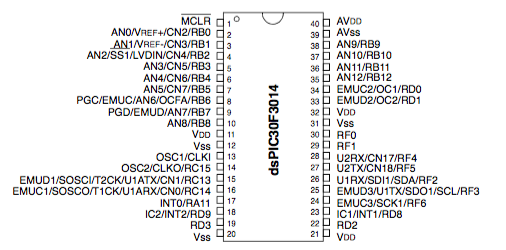 MCLR 1 40 AVDD
AN0/VREF+/CN2/RB0 2 39 AVss
AN1/VREF-/CN3/RB1 3 38 AN9/RB9
AN2/SS1/LVDIN/CN4/RB2 4 37 AN10/RB10
AN3/CN5/RB3 5 36 AN11/RB11
AN4/CN6/RB4 6 35 AN12/RB12
AN5/CN7/RB5 7 34 EMUC2/OC1/RD0
PGC/EMUC/AN6/OCFA/RB6 8 33 EMUD2/OC2/RD1
PGD/EMUD/AN7/RB7 9 32 VDD
AN8/RB8 10 31 Vss
VDD 11 30 RF0
Vss 12 29 RF1
OSC1/CLKI 13 28 U2RX/CN17/RF4
OSC2/CLKO/RC15 14 27 U2TX/CN18/RF5
EMUD1/SOSCI/T2CK/U1ATX/CN1/RC13 15 26 U1RX/SDI1/SDA/RF2
EMUC1/SOSCO/T1CK/U1ARX/CN0/RC14 16 25 EMUD3/U1TX/SDO1/SCL/RF3
INT0/RA11 17 24 EMUC3/SCK1/RF6
IC2/INT2/RD9 18 23 IC1/INT1/RD8
RD3 19 22 RD2
Vss 20 21 VDD
dsPIC30F3014